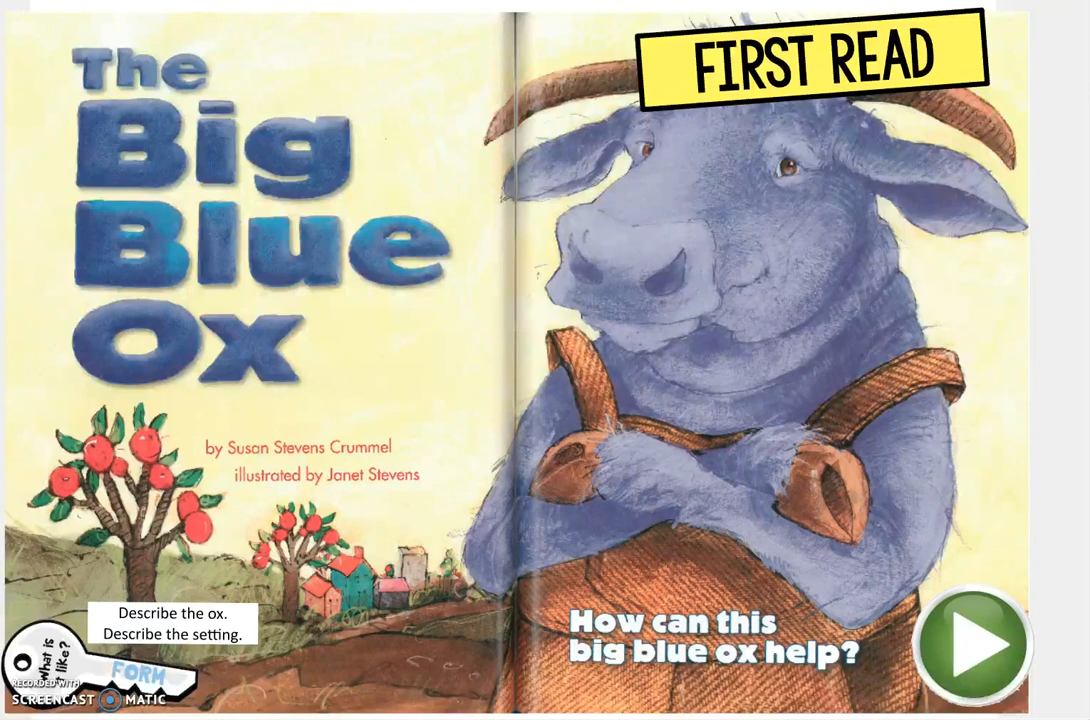 The
Big
Blue
Ox
by Susan Stevens Crummel
illustrated by Janet Stevens
FIRST READ
Describe the ox.
Describe the setting.
What is
it like?
FORM
RECORDED WITH
SCREENCAST MATIC
How can this
big blue ox help?